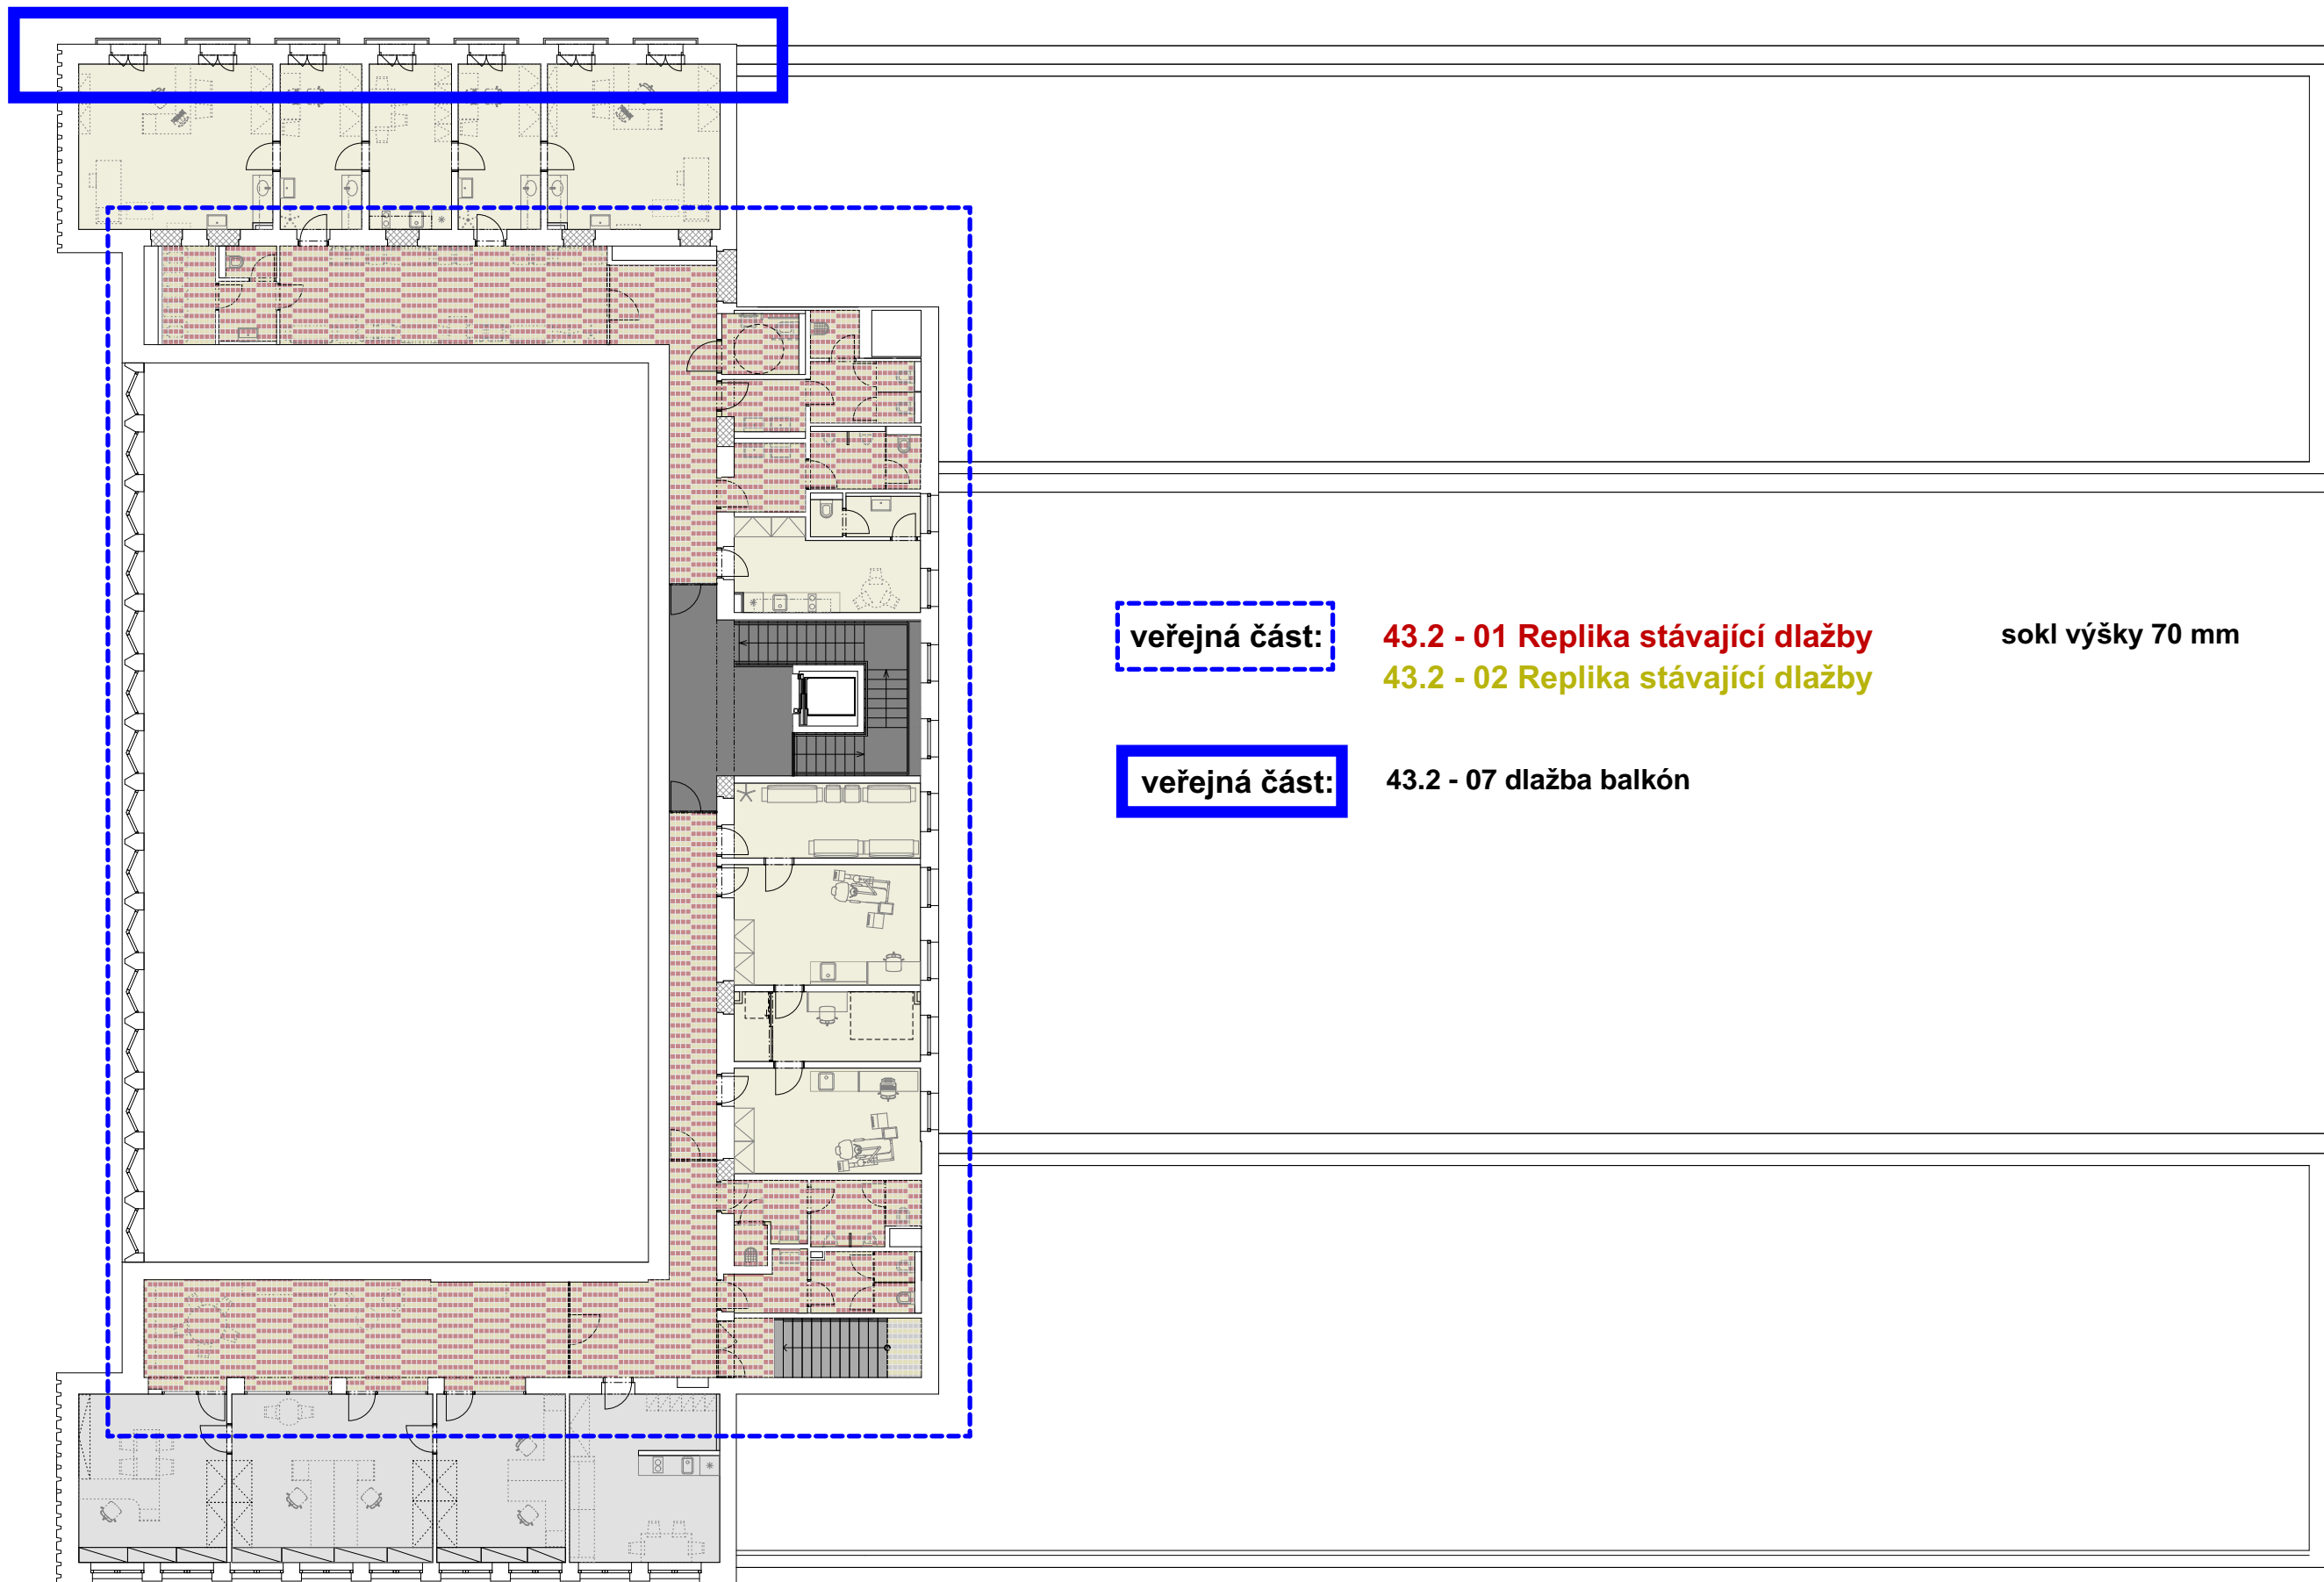 veřejná část: 43.2 - 01 Replika stávající dlažby sokl výšky 70 mm
43.2 - 02 Replika stávající dlažby
veřejná část: 43.2 - 07 dlažba balkón